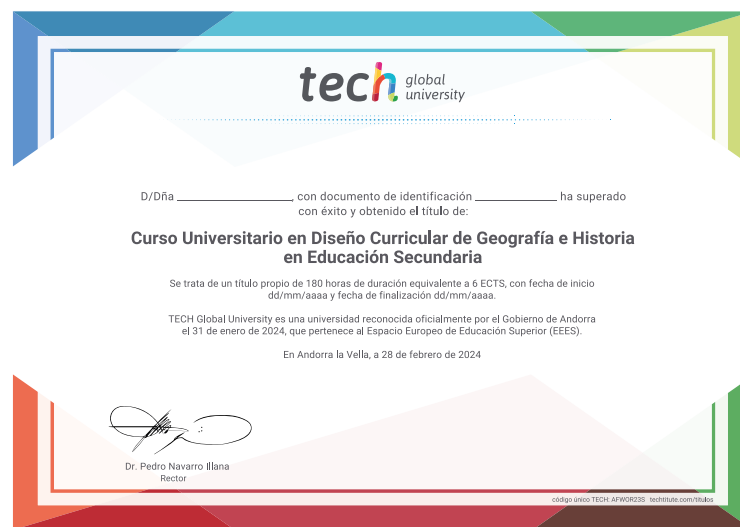 tech global university
D/Dña ____________________, con documento de identificación ______________ ha superado
con éxito y obtenido el título de:
Curso Universitario en Diseño Curricular de Geografía e Historia
en Educación Secundaria
Se trata de un título propio de 180 horas de duración equivalente a 6 ECTS, con fecha de inicio
dd/mm/aaaa y fecha de finalización dd/mm/aaaa.
TECH Global University es una universidad reconocida oficialmente por el Gobierno de Andorra
el 31 de enero de 2024, que pertenece al Espacio Europeo de Educación Superior (EEES).
En Andorra la Vella, a 28 de febrero de 2024
Dr. Pedro Navarro Illana
Rector
código único TECH: AFWOR23S techtitute.com/titulos